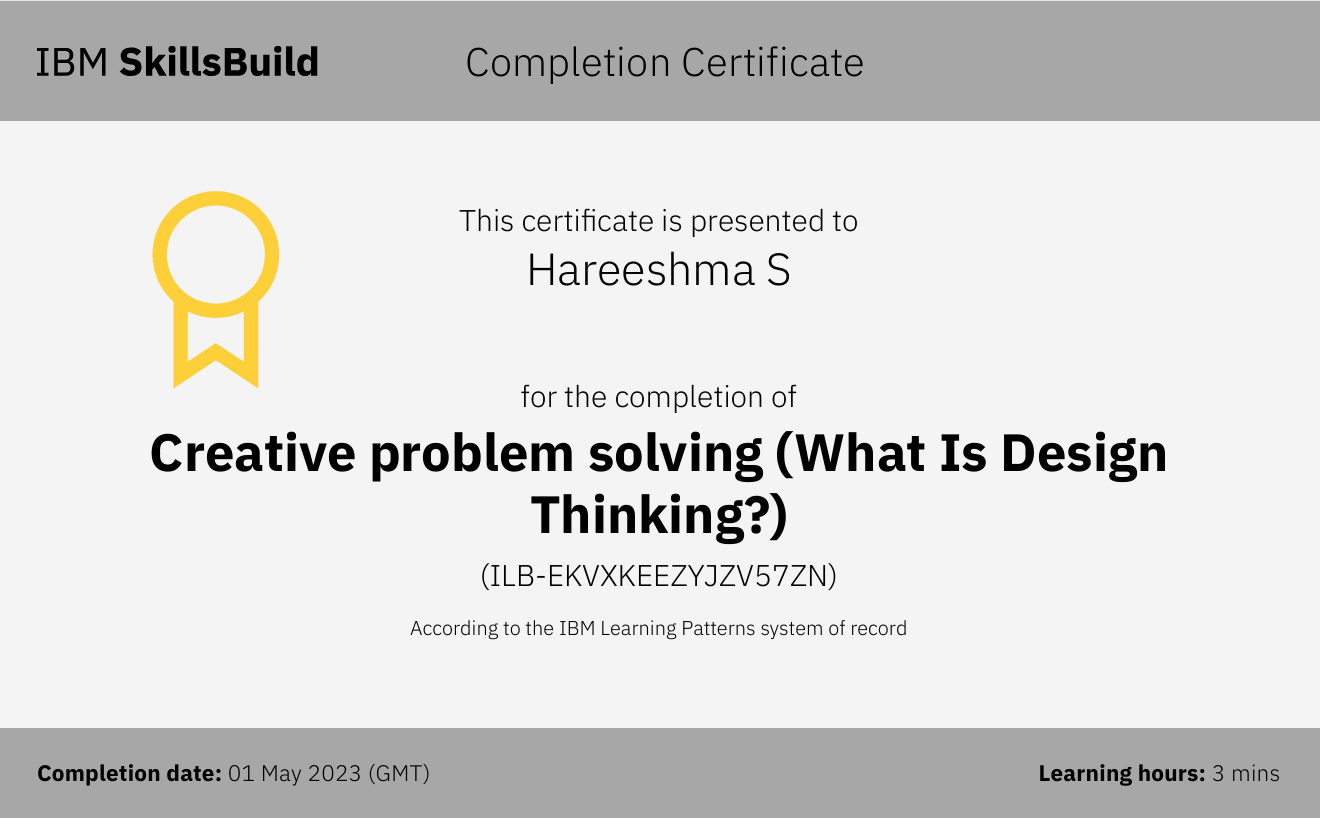 IBM SkillsBuild
Completion Certificate
This certificate is presented to
Hareeshma S
for the completion of
Creative problem solving (What Is Design
Thinking?)
(ILB-EKVXKEEZYJZV57ZN)
According to the IBM Learning Patterns system of record
Completion date: 01 May 2023 (GMT)
Learning hours: 3 mins